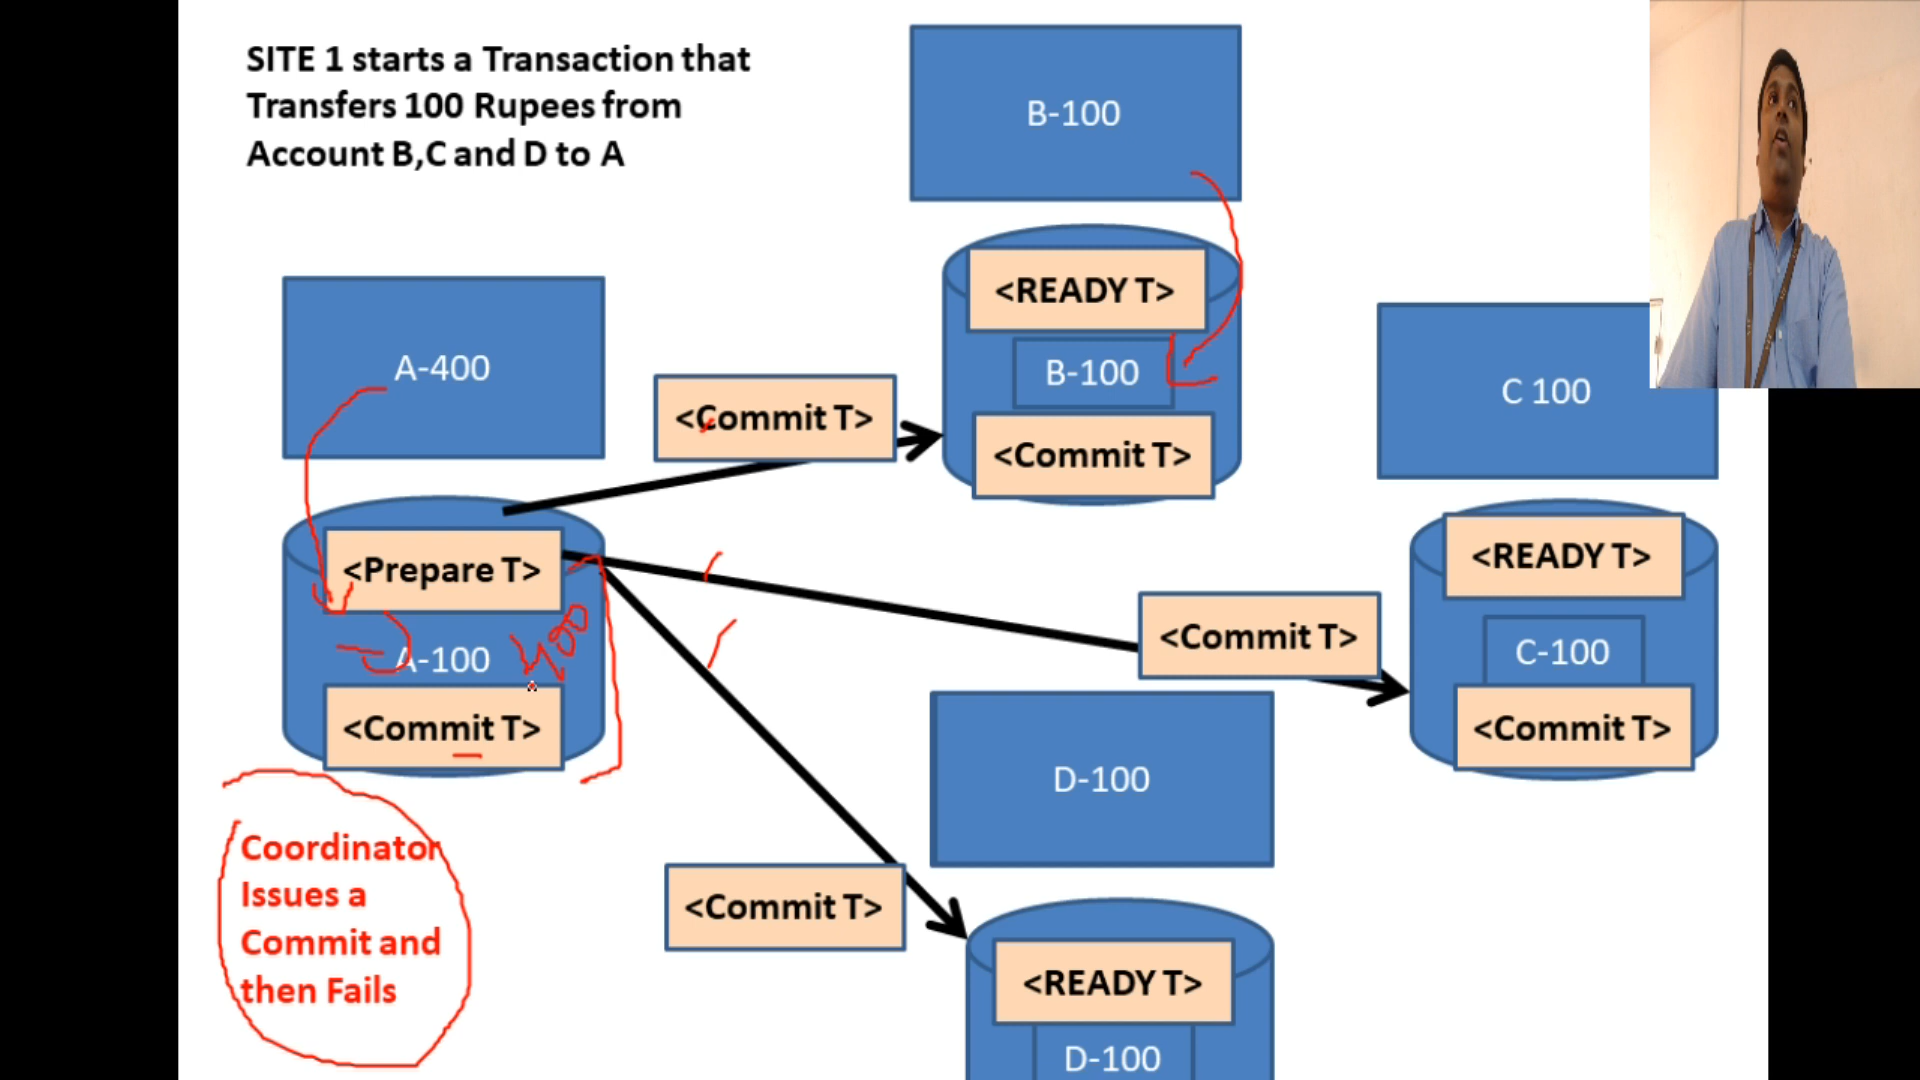 SITE 1 starts a Transaction that
Transfers 100 Rupees from
Account B,C and D to A
B-100
<READY T>
B-100
<Commit T>
A-400
<Commit T>
C 100
<Prepare T>
A-100
400
<Commit T>
<READY T>
C-100
<Commit T>
<Commit T>
D-100
<Commit T>
<READY T>
D-100
Coordinator
Issues a
Commit and
then Fails